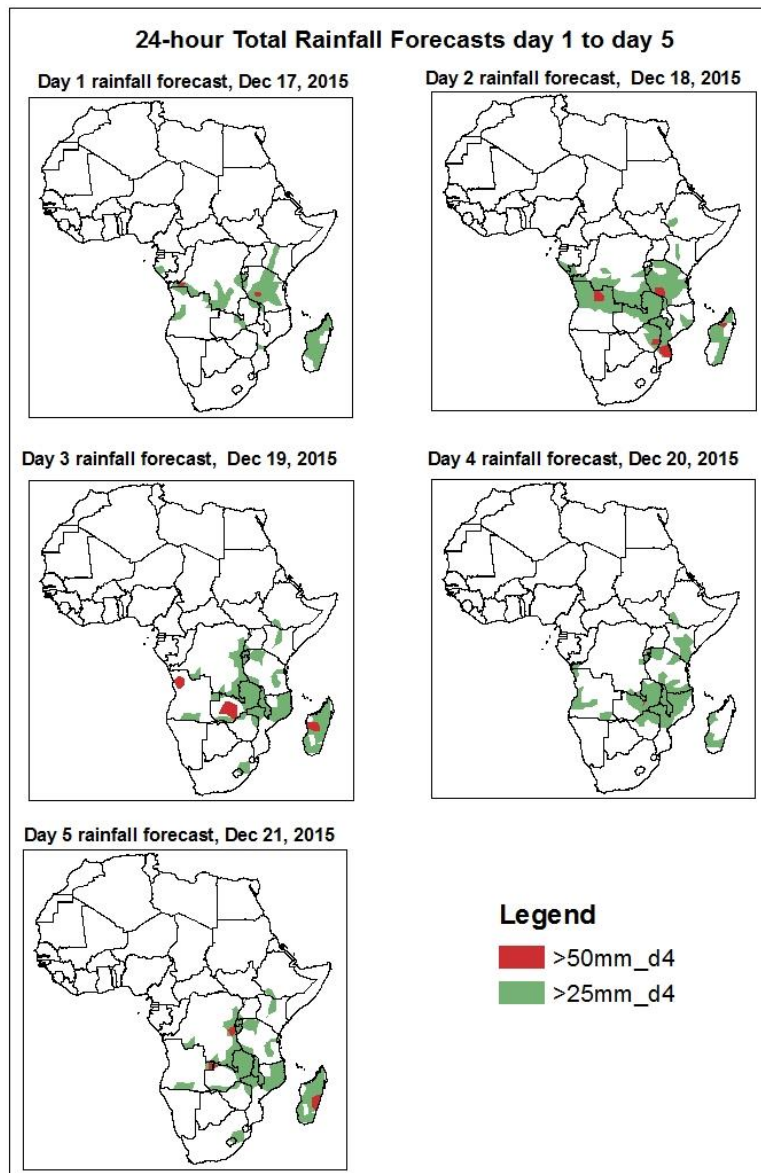 24-hour Total Rainfall Forecasts day 1 to day 5
Day 1 rainfall forecast, Dec 17, 2015
Day 2 rainfall forecast, Dec 18, 2015
Day 3 rainfall forecast, Dec 19, 2015
Day 4 rainfall forecast, Dec 20, 2015
Day 5 rainfall forecast, Dec 21, 2015
Legend
>50mm_d4
>25mm_d4